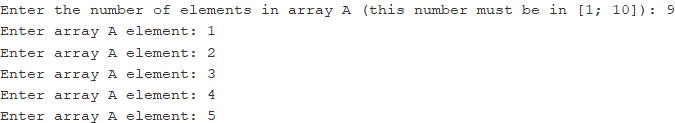 Enter the number of elements in array A (this number must be in [1; 10]): 9
Enter array A element: 1
Enter array A element: 2
Enter array A element: 3
Enter array A element: 4
Enter array A element: 5